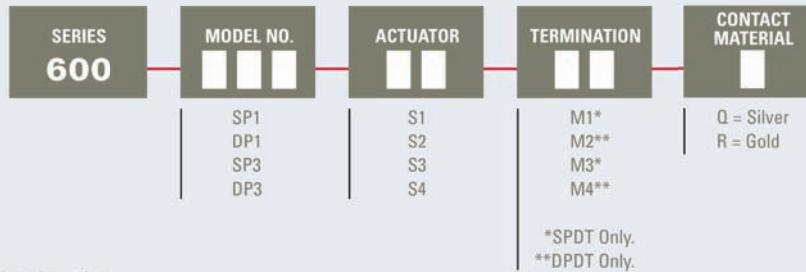 SERIES
600
MODEL NO.
SP1
DP1
SP3
DP3
ACTUATOR
S1
S2
S3
S4
TERMINATION
M1*
M2**
M3*
M4**
*SPDT Only.
**DPDT Only.
CONTACT
MATERIAL
Q = Silver
R = Gold